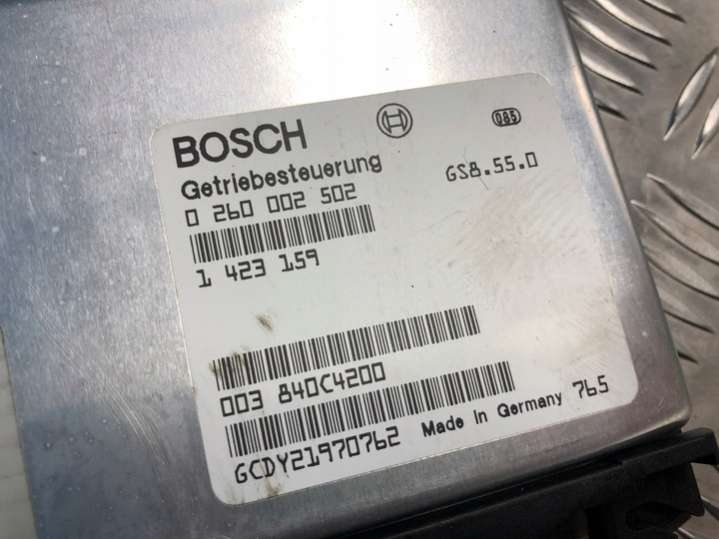 BOSCH
085
Getriebesteuerung
GS8.55.0
0 260 002 502
1 423 159
003 840C4200
GCDY21970762 Made in Germany 765